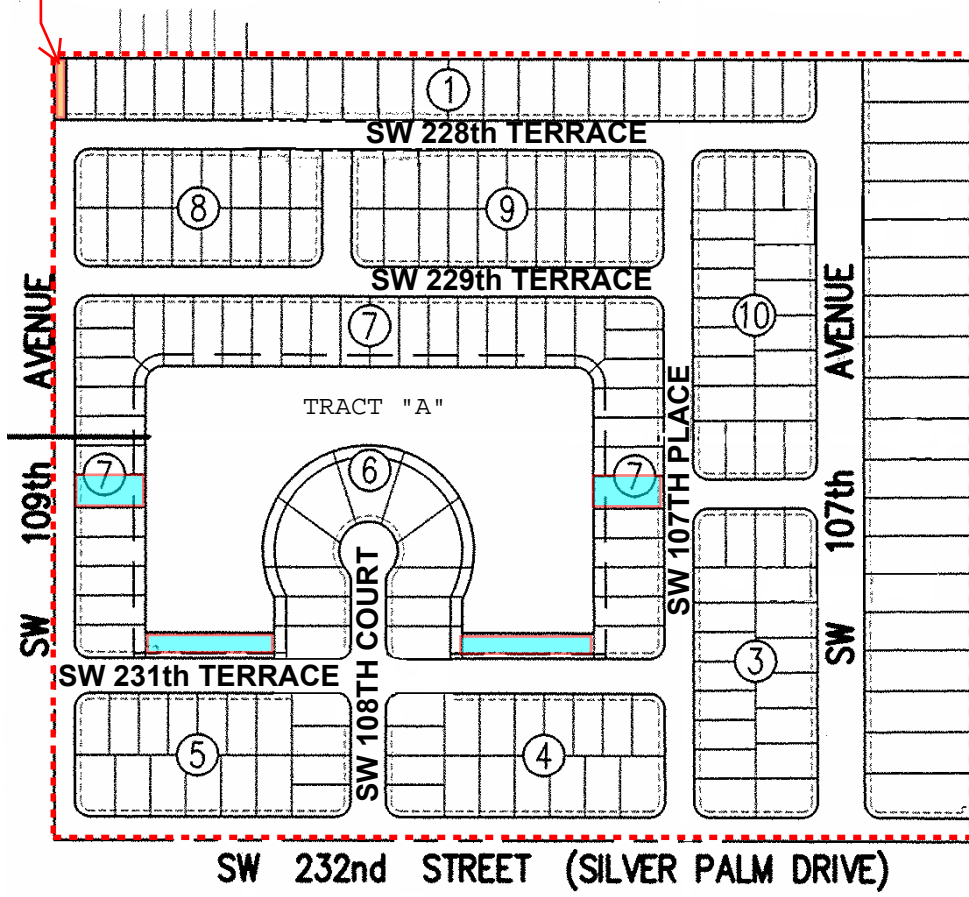 1
SW 228th TERRACE
8
9
SW 229th TERRACE
AVENUE
7
10
AVENUE
TRACT "A"
SW 107TH PLACE
7
6
7
SW 109th
SW 107th
SW 108TH COURT
3
SW 231th TERRACE
5
4
SW 232nd STREET (SILVER PALM DRIVE)